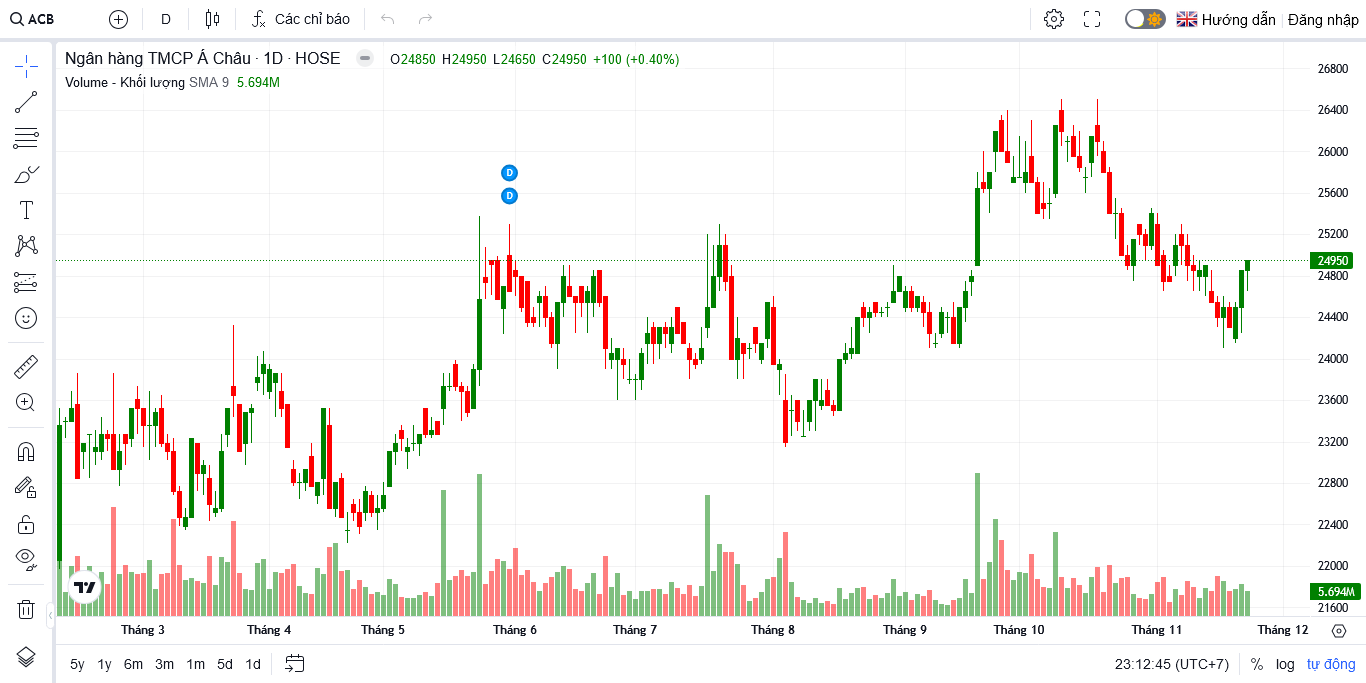 ACB D Các chỉ báo Hướng dẫn Đăng nhập
Ngân hàng TMCP Á Châu · 1D · HOSE O24850 H24950 L24650 C24950 +100 (+0.40%)
Volume - Khối lượng SMA 9 5.694M
D
D
26800
26400
26000
25600
25200
24950
24800
24400
24000
23600
23200
22800
22400
22000
5.694M
21600
Tháng 3 Tháng 4 Tháng 5 Tháng 6 Tháng 7 Tháng 8 Tháng 9 Tháng 10 Tháng 11 Tháng 12
5y 1y 6m 3m 1m 5d 1d 23:12:45 (UTC+7) % log tự động